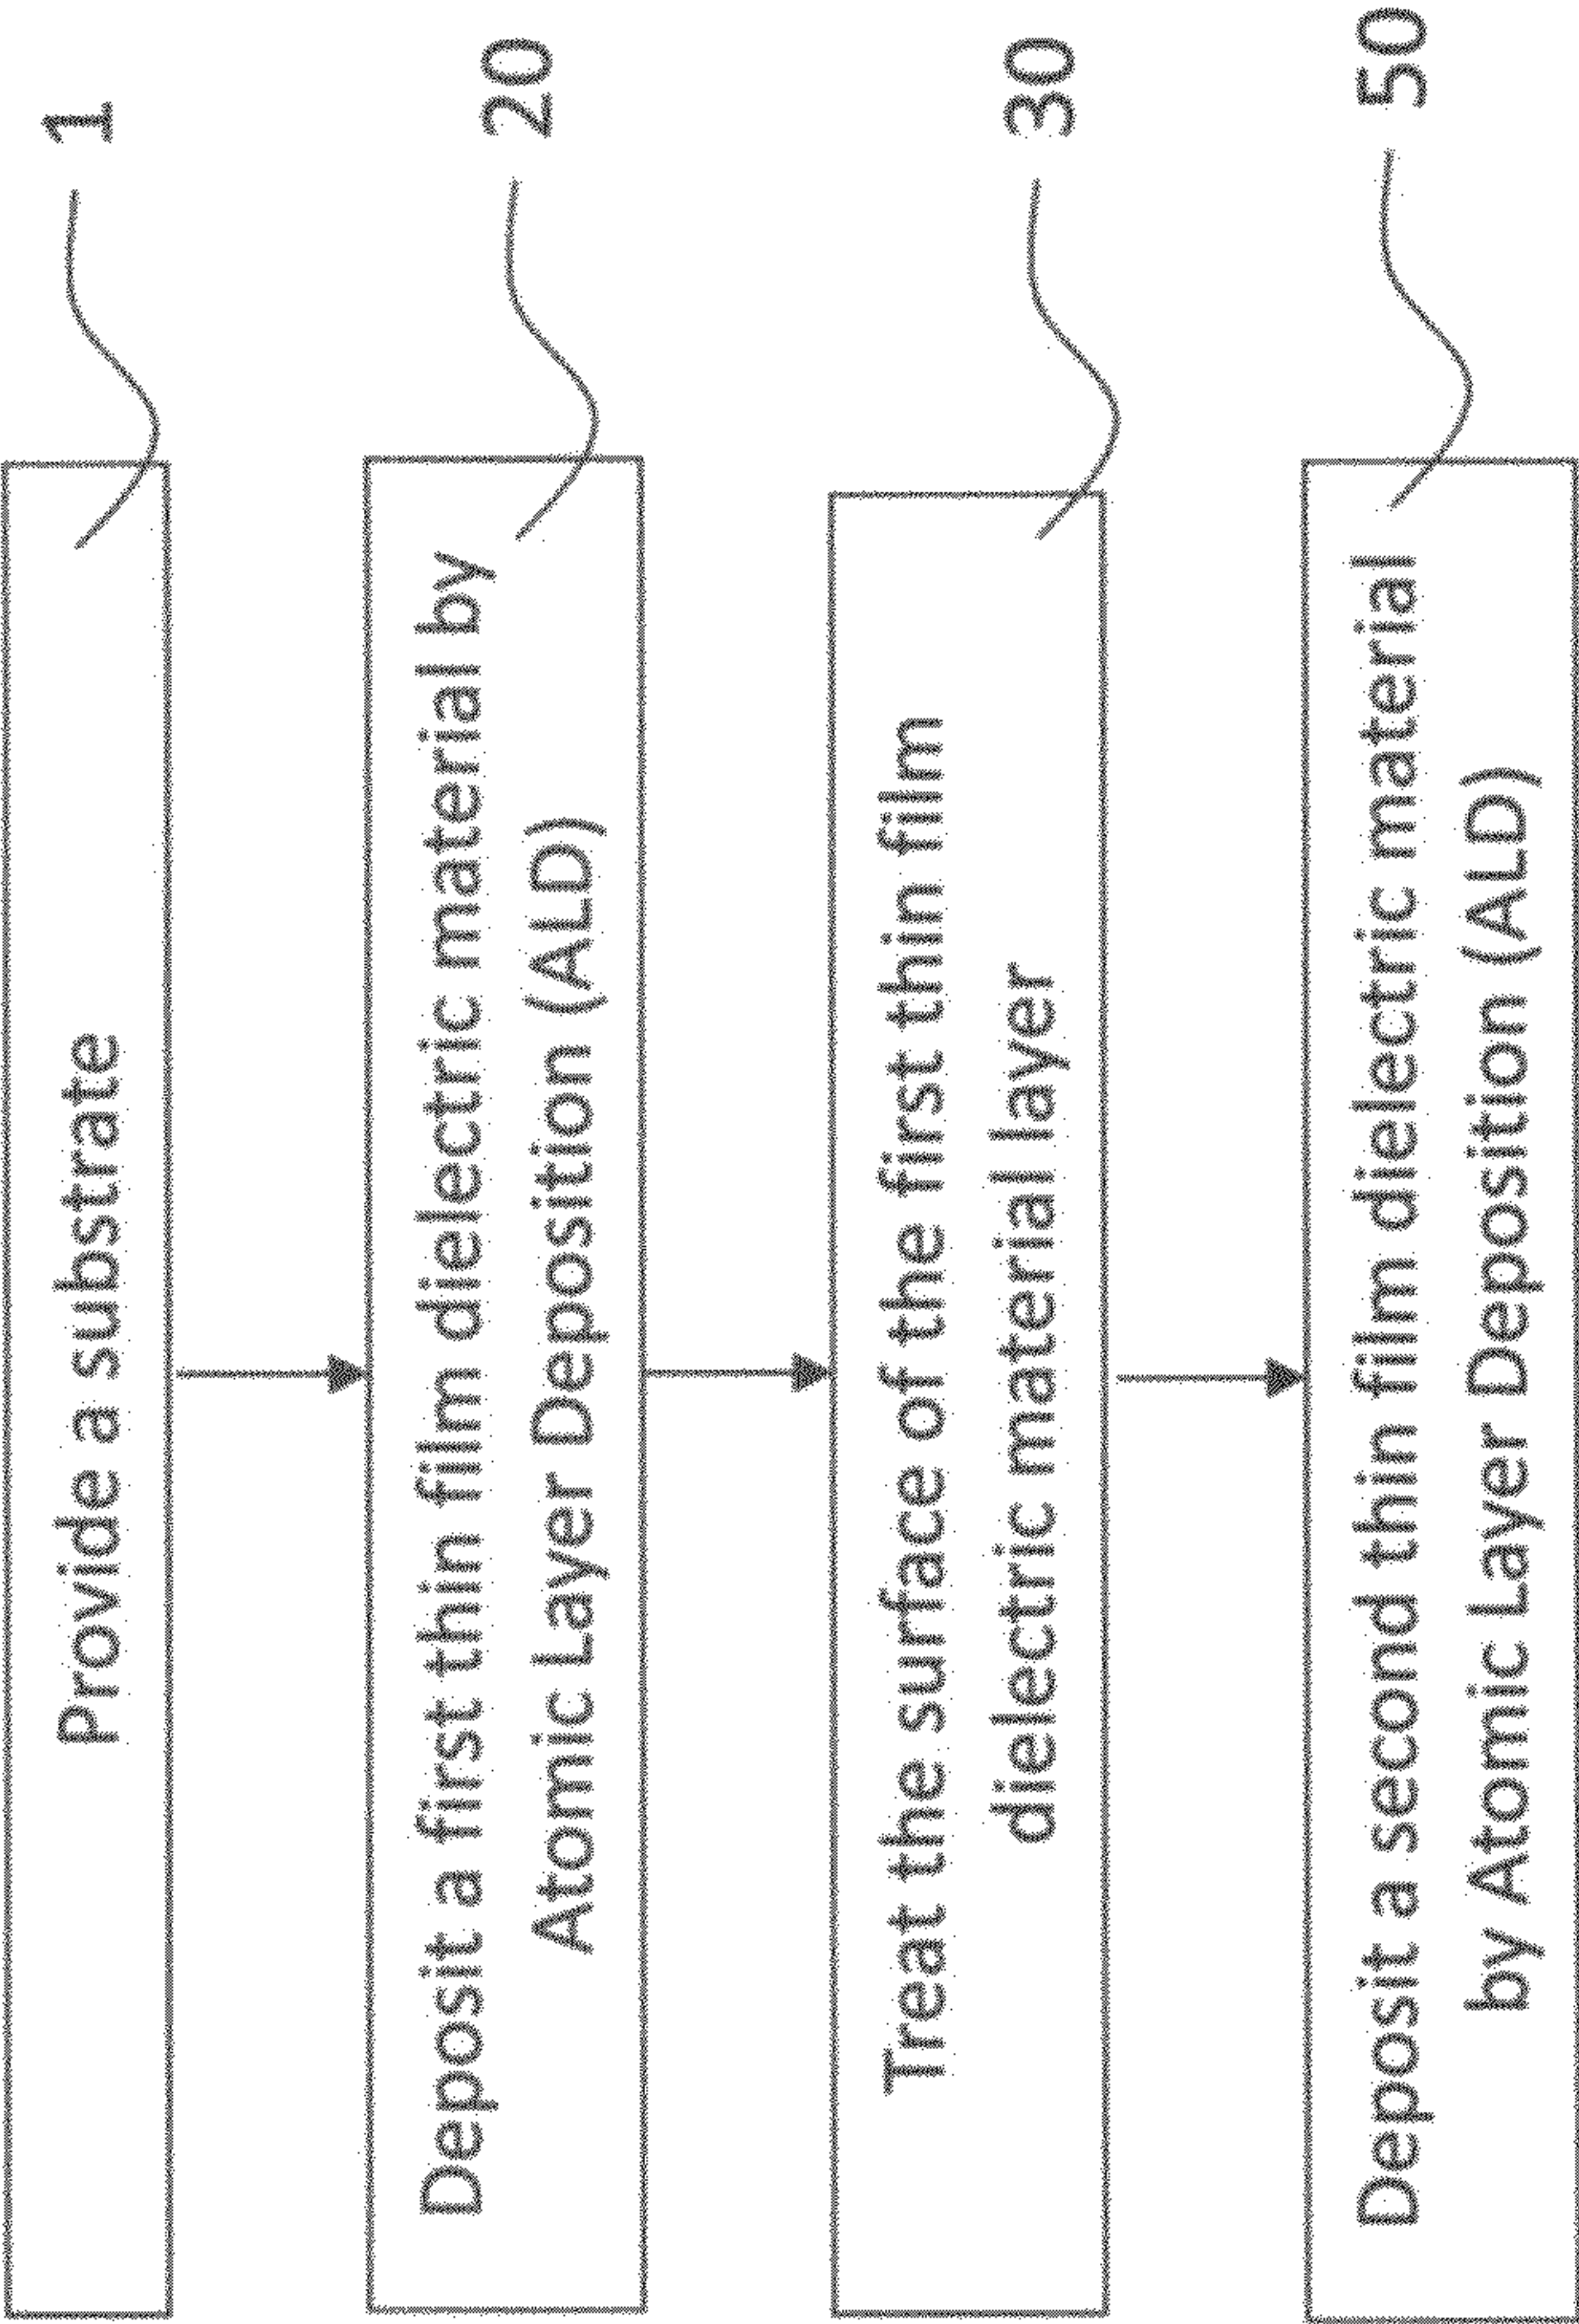 Provide a substrate
1
Deposit a first thin film dielectric material by
Atomic Layer Deposition (ALD)
20
Treat the surface of the first thin film
dielectric material layer
30
Deposit a second thin film dielectric material
by Atomic Layer Deposition (ALD)
50